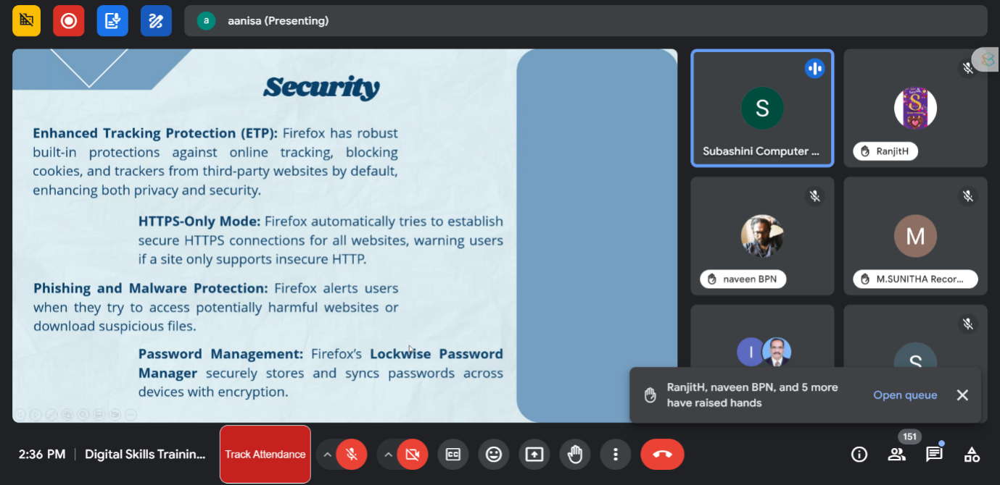 a aanisa (Presenting)
Security
Enhanced Tracking Protection (ETP): Firefox has robust
built-in protections against online tracking, blocking
cookies, and trackers from third-party websites by default,
enhancing both privacy and security.
HTTPS-Only Mode: Firefox automatically tries to establish
secure HTTPS connections for all websites, warning users
if a site only supports insecure HTTP.
Phishing and Malware Protection: Firefox alerts users
when they try to access potentially harmful websites or
download suspicious files.
Password Management: Firefox's Lockwise Password
Manager securely stores and syncs passwords across
devices with encryption.
S
Subashini Computer ...
S
RanjitH
naveen BPN
M
M.SUNITHA Recor...
I
S
RanjitH, naveen BPN, and 5 more
have raised hands
Open queue
2:36 PM | Digital Skills Trainin...
Track Attendance
CC
151